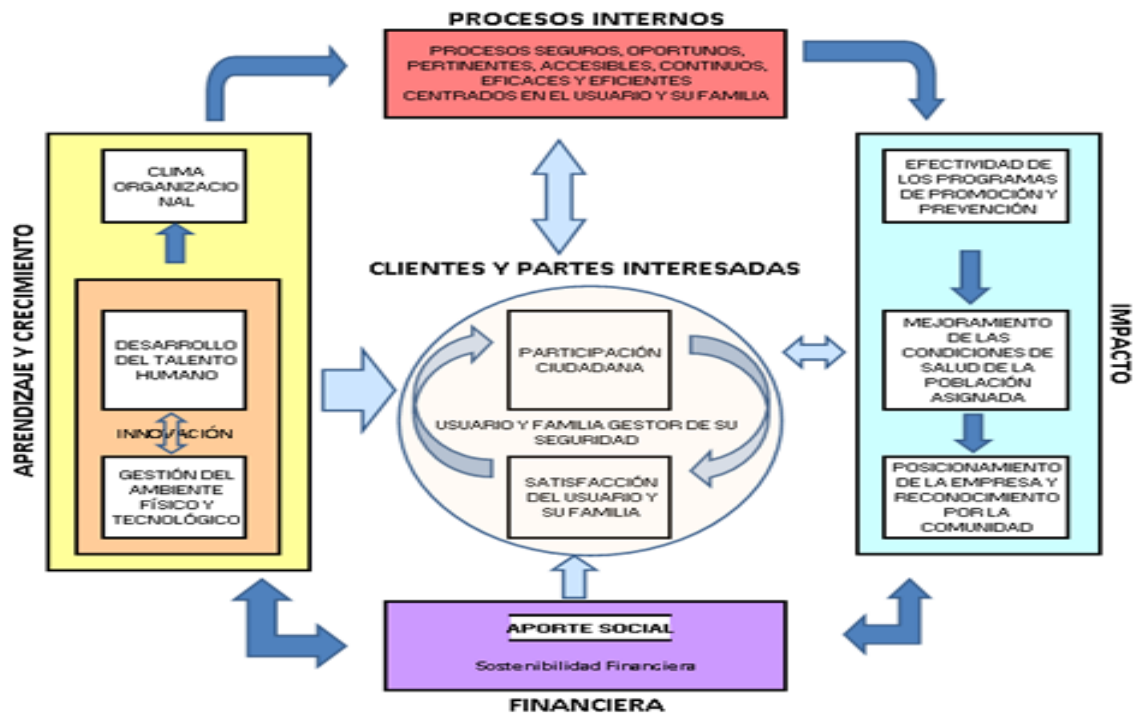 PROCESOS INTERNOS
PROCESOS SEGUROS, OPORTUNOS,
PERTINENTES, ACCESIBLES, CONTINUOS,
EFICACES Y EFICIENTES
CENTRADOS EN EL USUARIO Y SU FAMILIA
APRENDIZAJE Y CRECIMIENTO
CLIMA
ORGANIZACIO
NAL
DESARROLLO
DEL TALENTO
HUMANO
INNOVACIÓN
GESTIÓN DEL
AMBIENTE
FÍSICO Y
TECNOLÓGICO
CLIENTES Y PARTES INTERESADAS
PARTICIPACIÓN
CIUDADANA
USUARIO Y FAMILIA GESTOR DE SU
SEGURIDAD
SATISFACCIÓN
DEL USUARIO Y
SU FAMILIA
EFECTIVIDAD DE
LOS PROGRAMAS
DE PROMOCIÓN Y
PREVENCIÓN
MEJORAMIENTO
DE LAS
CONDICIONES DE
SALUD DE LA
POBLACIÓN
ASIGNADA
POSICIONAMIENTO
DE LA EMPRESA Y
RECONOCIMIENTO
POR LA
COMUNIDAD
IMPACTO
APORTE SOCIAL
Sostenibilidad Financiera
FINANCIERA